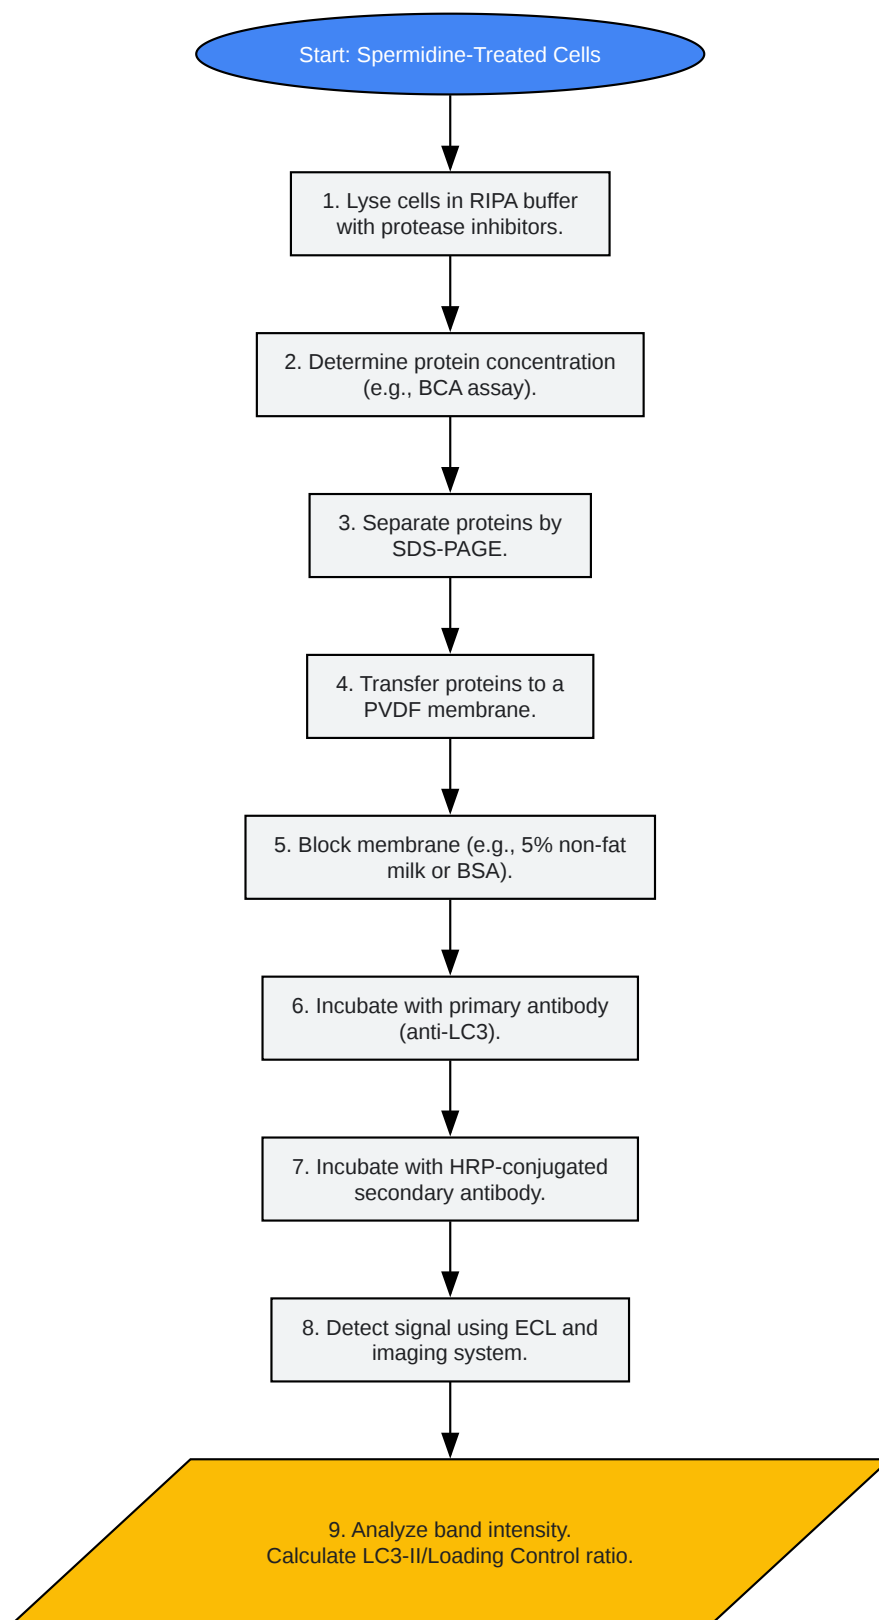 Start: Spermidine-Treated Cells
1. Lyse cells in RIPA buffer
with protease inhibitors.
2. Determine protein concentration
(e.g., BCA assay).
3. Separate proteins by
SDS-PAGE.
4. Transfer proteins to a
PVDF membrane.
5. Block membrane (e.g., 5% non-fat
milk or BSA).
6. Incubate with primary antibody
(anti-LC3).
7. Incubate with HRP-conjugated
secondary antibody.
8. Detect signal using ECL and
imaging system.
9. Analyze band intensity.
Calculate LC3-II/Loading Control ratio.